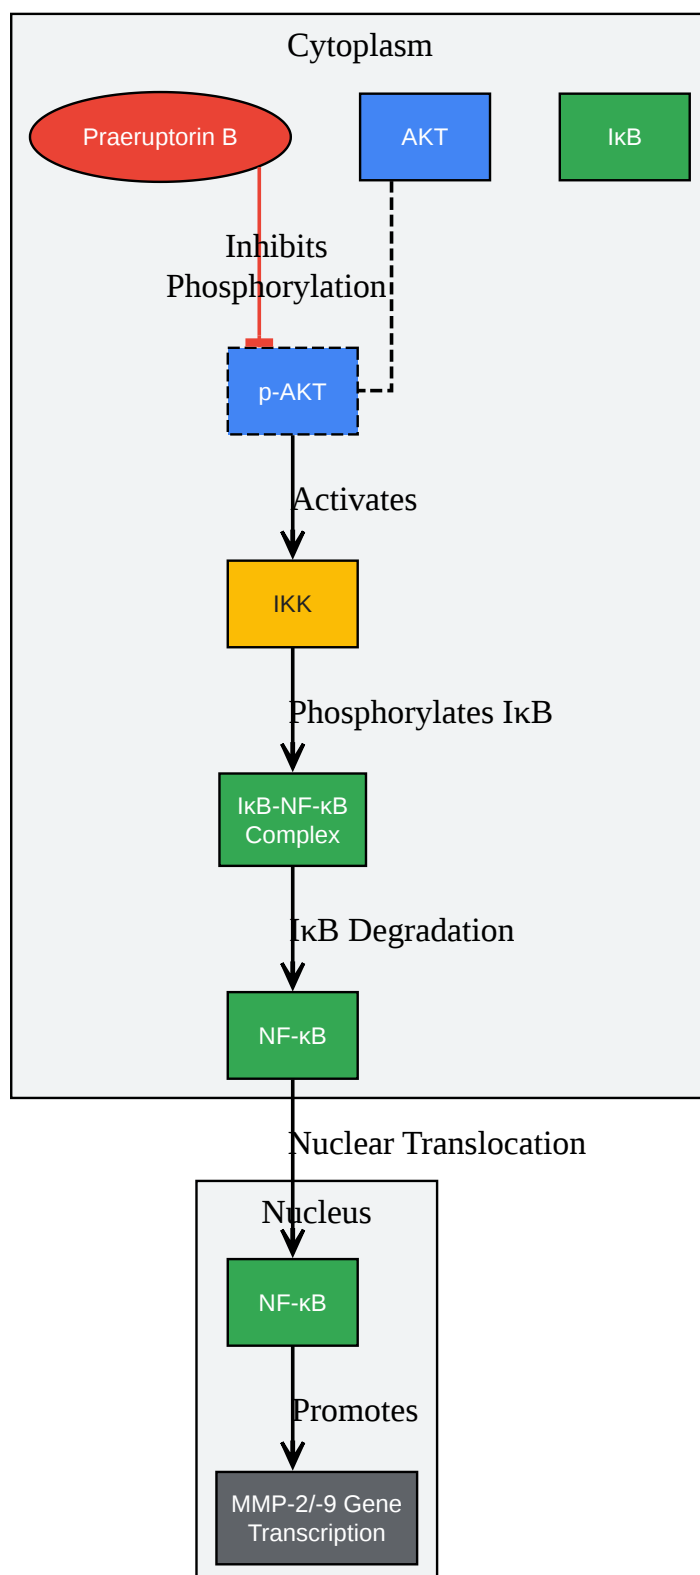 Cytoplasm
Praeruptorin B
AKT
IκB
Inhibits
Phosphorylation
p-AKT
Activates
IKK
Phosphorylates IκB
IκB-NF-κB
Complex
IκB Degradation
NF-κB
Nuclear Translocation
Nucleus
NF-κB
Promotes
MMP-2/-9 Gene
Transcription